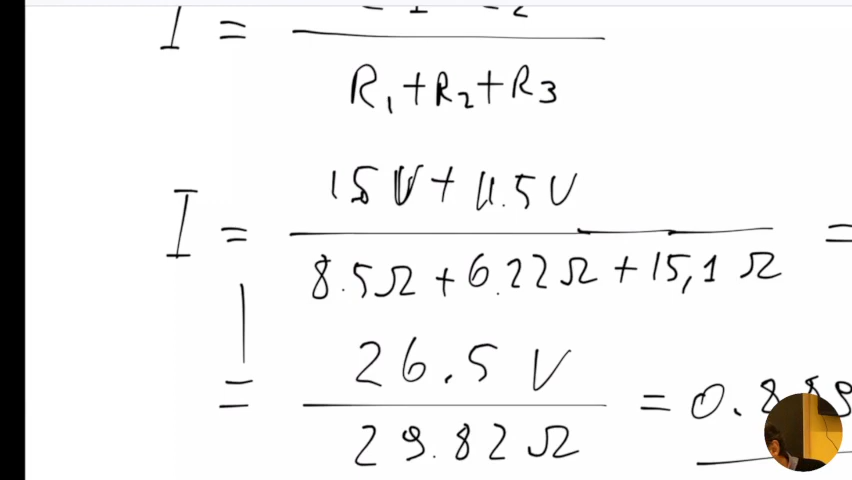 I =
R₁+R₂+R₃
I = 15V + 11.5V =
8.5Ω + 6.22Ω + 15,1 Ω
= 26.5 V = 0.8
29.82Ω